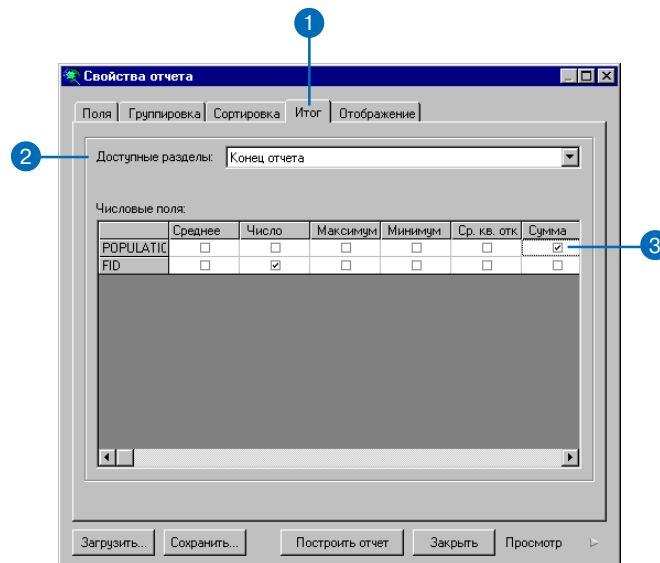 1
Свойства отчета
Поля Группировка Сортировка Итог Отображение
2
Доступные разделы: Конец отчета
Числовые поля:
Среднее Число Максимум Минимум Ср. кв. отк Сумма
POPULATIC
3
FID
Загрузить... Сохранить... Построить отчет Закрыть Просмотр